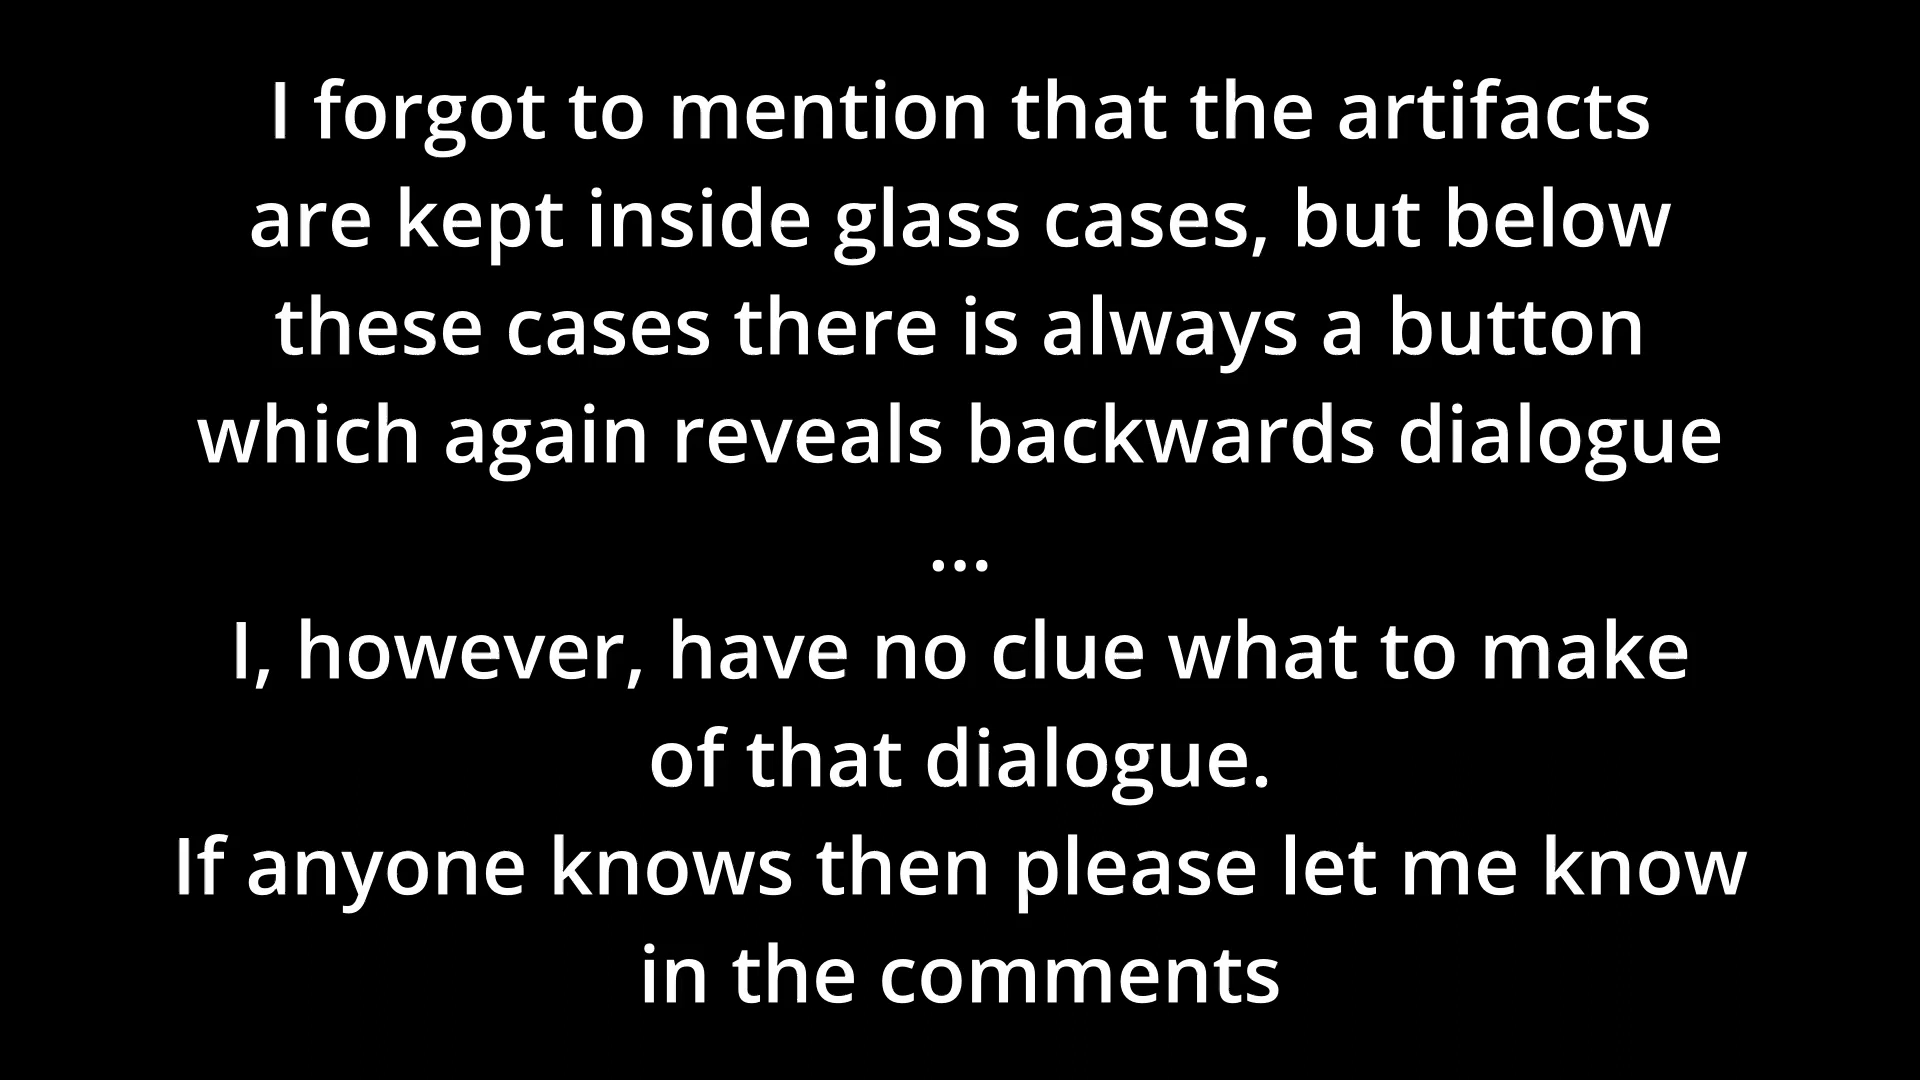 I forgot to mention that the artifacts
are kept inside glass cases, but below
these cases there is always a button
which again reveals backwards dialogue
...
I, however, have no clue what to make
of that dialogue.
If anyone knows then please let me know
in the comments